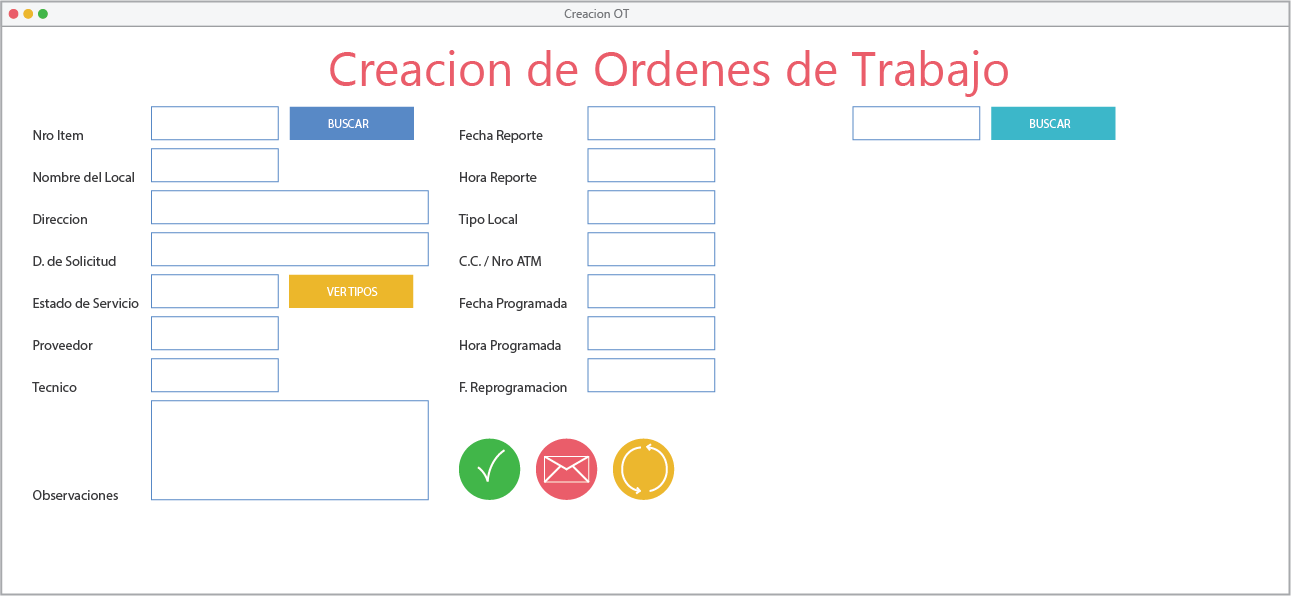 Creacion OT
Creacion de Ordenes de Trabajo
Nro Item
BUSCAR
Fecha Reporte
BUSCAR
Nombre del Local
Hora Reporte
Direccion
Tipo Local
D. de Solicitud
C.C. / Nro ATM
Estado de Servicio
VER TIPOS
Fecha Programada
Proveedor
Hora Programada
Tecnico
F. Reprogramacion
Observaciones